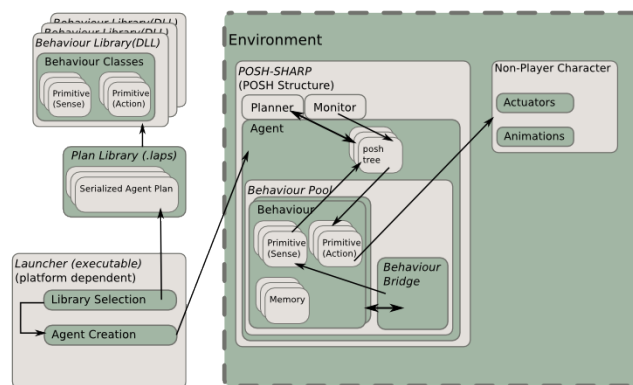 Behaviour Library(DLL)
Behaviour Library(DLL)
Behaviour Library(DLL)
Behaviour Classes
Primitive
(Sense)
Primitive
(Action)
Plan Library (.laps)
Serialized Agent Plan
Launcher (executable)
(platform dependent)
Library Selection
Agent Creation
Environment
POSH-SHARP
(POSH Structure)
Planner
Monitor
Agent
posh
tree
Behaviour Pool
Behaviour
Primitive
(Sense)
Primitive
(Action)
Memory
Behaviour
Bridge
Non-Player Character
Actuators
Animations